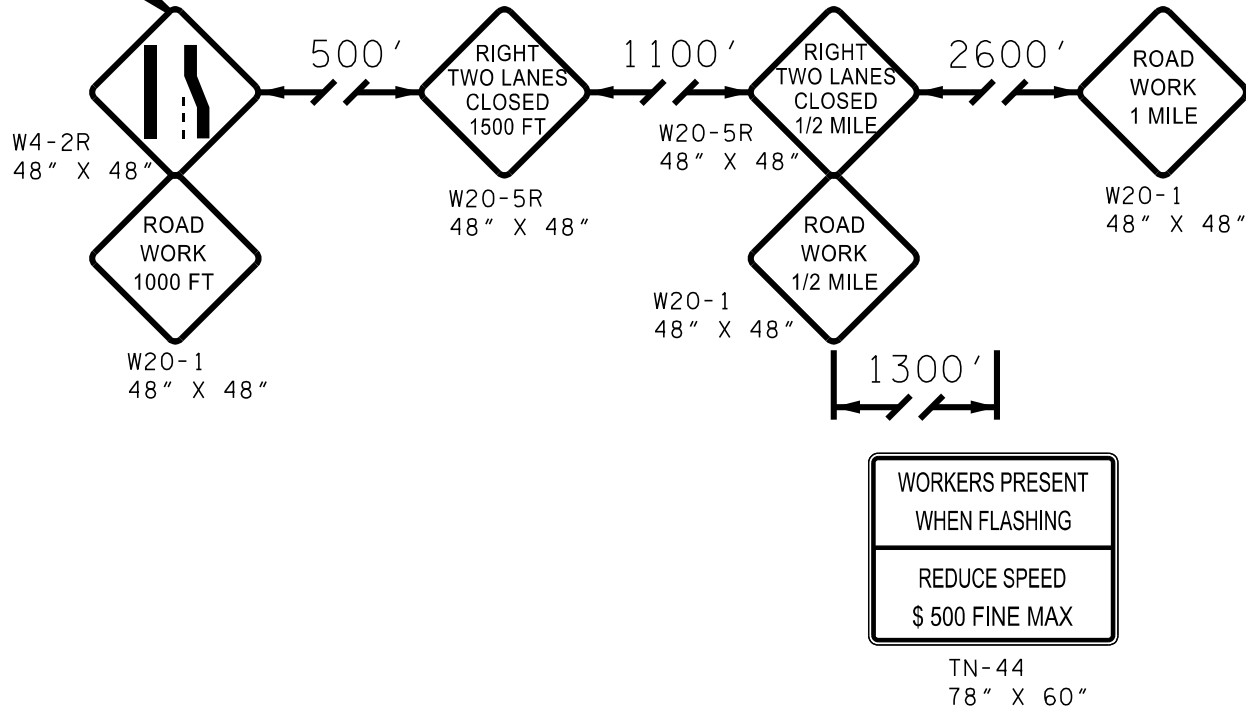 500'
1100'
2600'
RIGHT
TWO LANES
CLOSED
1500 FT
RIGHT
TWO LANES
CLOSED
1/2 MILE
ROAD
WORK
1 MILE
W4-2R
48" X 48"
W20-5R
48" X 48"
W20-5R
48" X 48"
W20-1
48" X 48"
ROAD
WORK
1000 FT
ROAD
WORK
1/2 MILE
W20-1
48" X 48"
W20-1
48" X 48"
1300'
WORKERS PRESENT
WHEN FLASHING
REDUCE SPEED
$ 500 FINE MAX
TN-44
78" X 60"